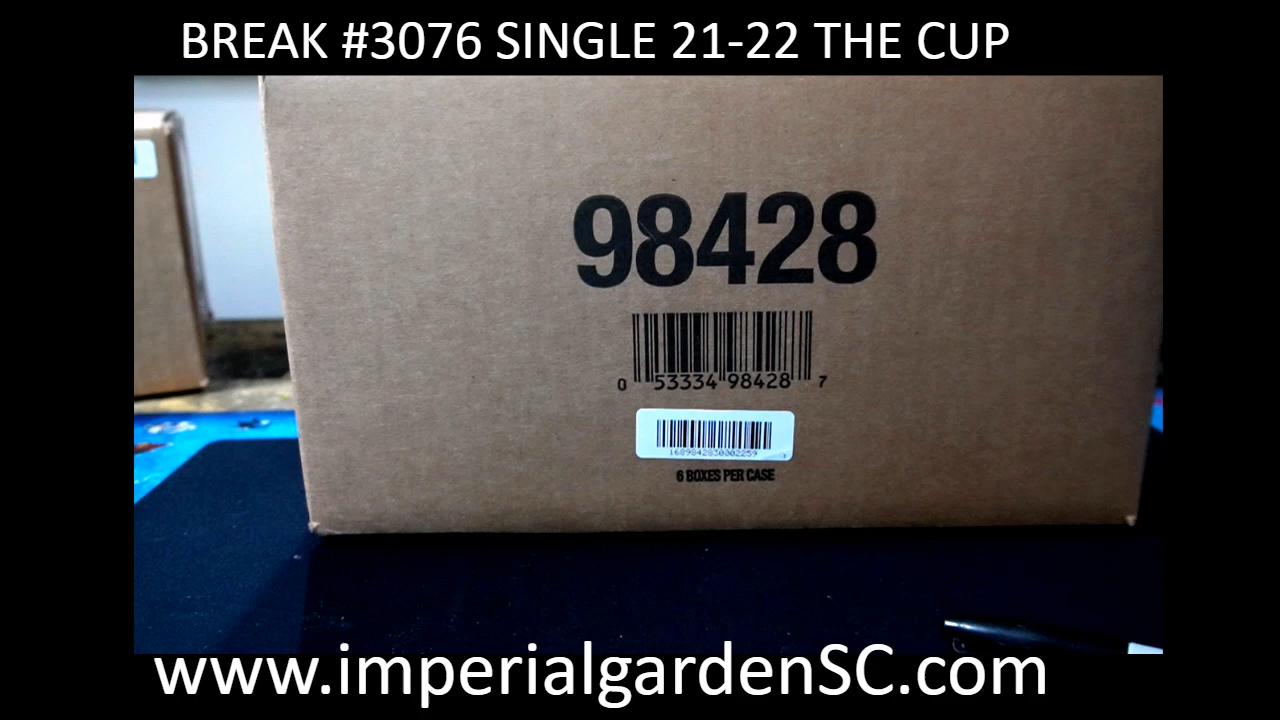 BREAK #3076 SINGLE 21-22 THE CUP
98428
0 53334 98428 7
1689842830002259
6 BOXES PER CASE
www.imperialgardenSC.com